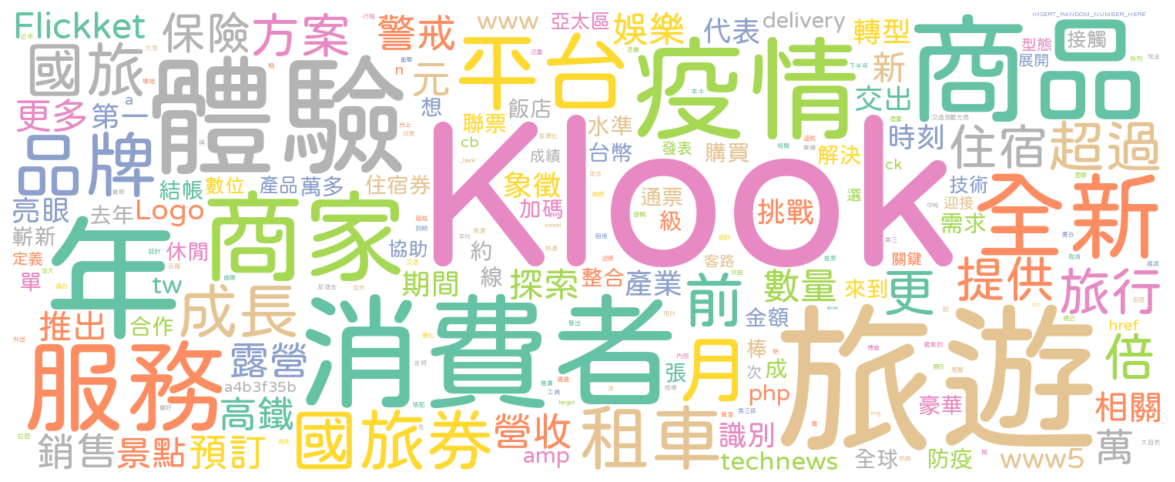 Flickket
保險
方案
警戒
www
亞太區
娛樂
代表
delivery
轉型
INSERT_RANDOM_NUMBER_HERE
商品
型態
接觸
展開
國旅
體驗
n
元
平台
疫情
新
交出
更多
第一
a
想
飯店
聯票
cb
水準
台幣
發表
購買
解決
ck
時刻
住宿
超過
品牌
結帳
數位
產品
萬多
住宿券
成績
象徵
加碼
Klook
通票
級
挑戰
選
技術
迎接
需求
全新
亮眼
去年
Logo
商家
嶄新
定義
單
年
休閒
協助
約
線
客路
關鍵
tw
期間
探索
整合
產業
數量
來到
更
提供
旅行
推出
合作
成長
消費者
前
金額
旅遊
href
倍
服務
露營
a4b3f35b
月
棒
次
成
張
php
高鐵
國旅券
營收
租車
豪華
相關
銷售
景點
預訂
amp
識別
technews
全球
防疫
www5
萬